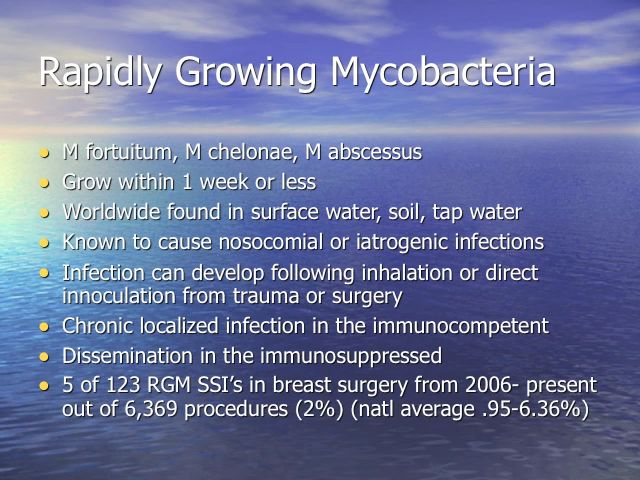 Rapidly Growing Mycobacteria
• M fortuitum, M chelonae, M abscessus
• Grow within 1 week or less
• Worldwide found in surface water, soil, tap water
• Known to cause nosocomial or iatrogenic infections
• Infection can develop following inhalation or direct
innoculation from trauma or surgery
• Chronic localized infection in the immunocompetent
• Dissemination in the immunosuppressed
• 5 of 123 RGM SSI’s in breast surgery from 2006- present
out of 6,369 procedures (2%) (natl average .95-6.36%)